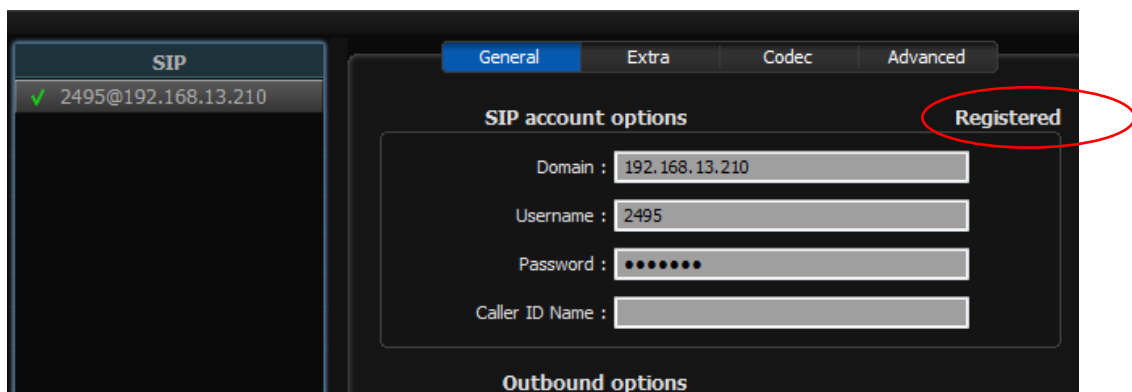 SIP
✓ 2495@192.168.13.210
General Extra Codec Advanced
SIP account options Registered
Domain : 192.168.13.210
Username : 2495
Password : •••••••
Caller ID Name :
Outbound options